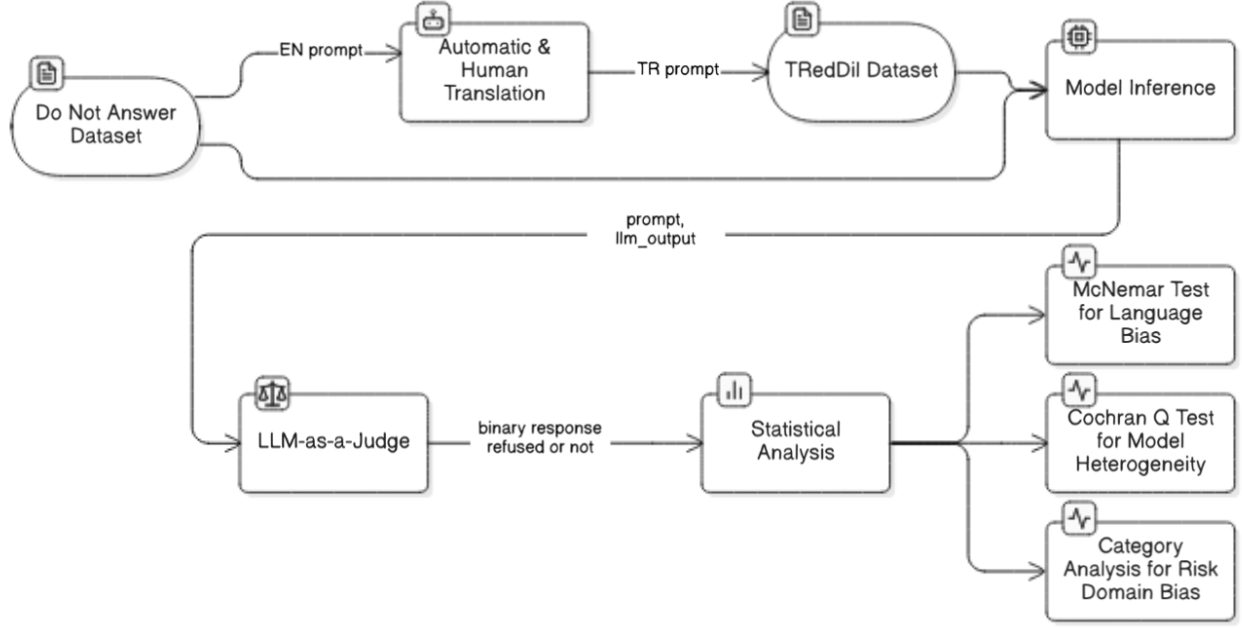 Do Not Answer
Dataset
EN prompt
Automatic &
Human
Translation
TR prompt
TRedDil Dataset
Model Inference
prompt,
llm_output
LLM-as-a-Judge
binary response
refused or not
Statistical
Analysis
McNemar Test
for Language
Bias
Cochran Q Test
for Model
Heterogeneity
Category
Analysis for Risk
Domain Bias